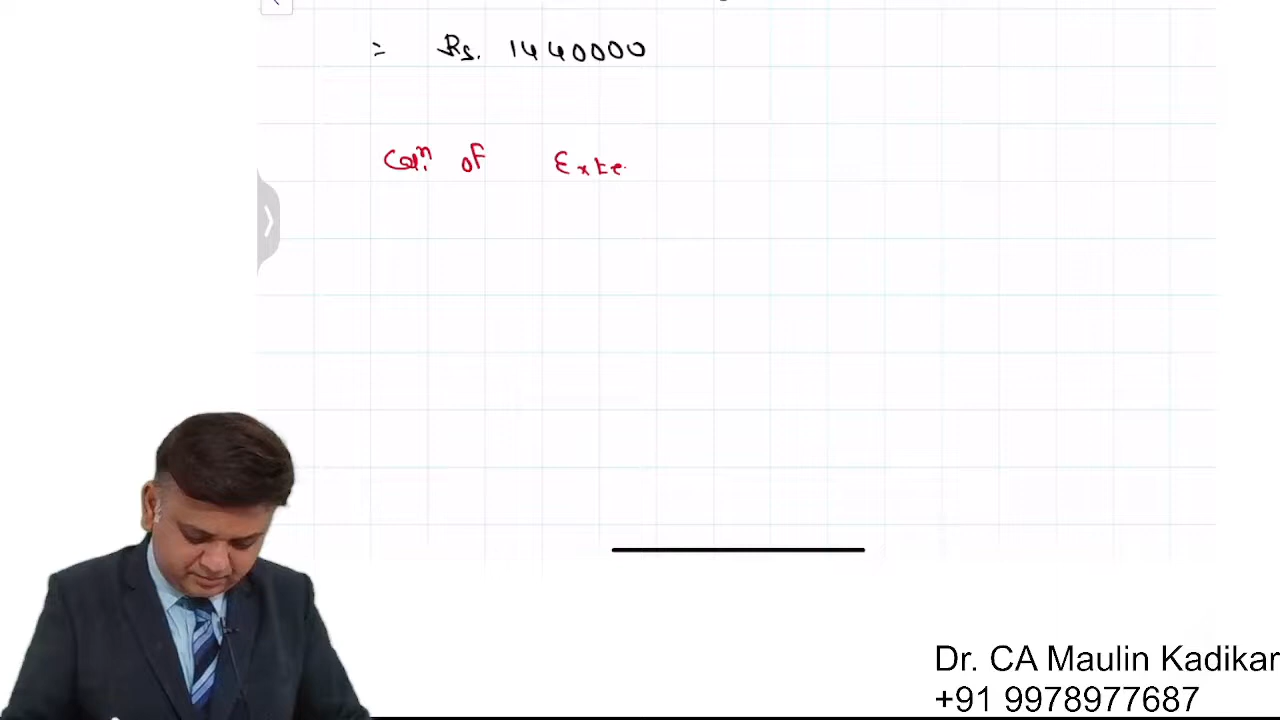 = Rs. 1440000
Caln. of Exte.
Dr. CA Maulin Kadikar
+91 9978977687